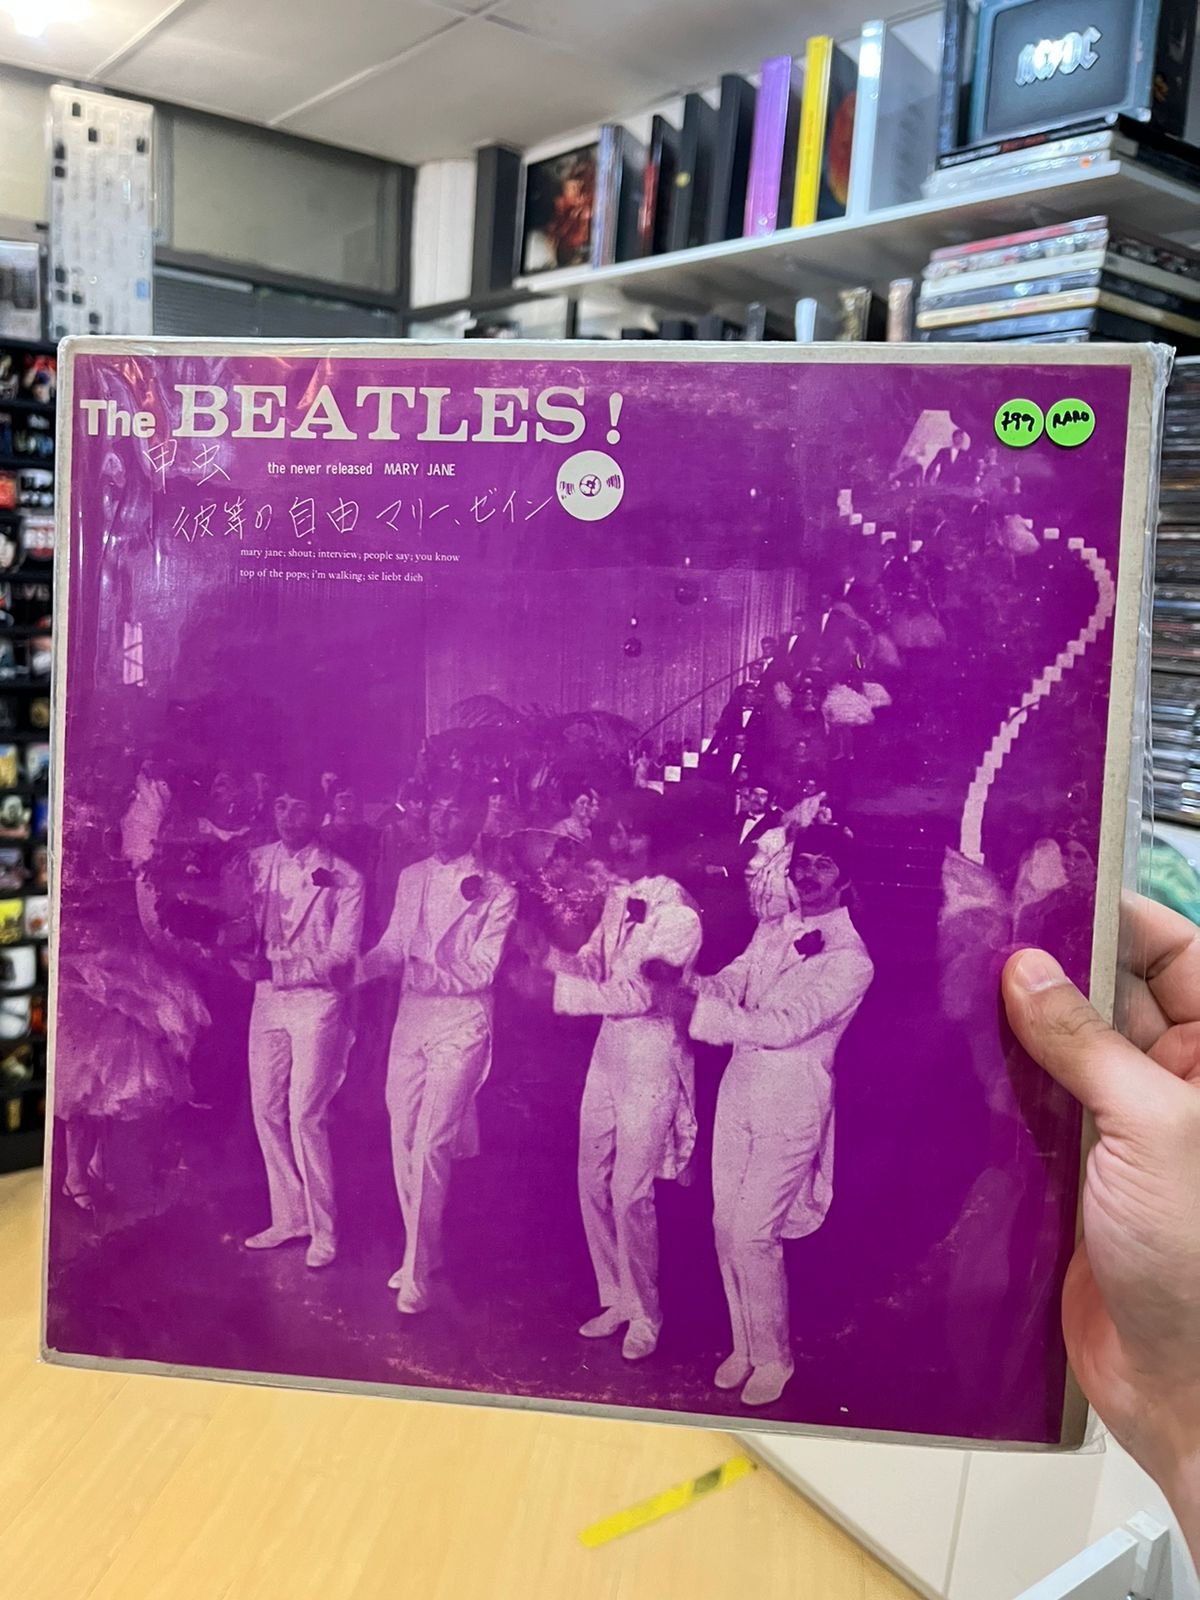 AC/DC
The BEATLES!
799 RARO
甲虫
the never released MARY JANE
彼等の自由 マリー、ゼイン
mary jane; shout; interview; people say; you know
top of the pops; i'm walking; sie liebt dich